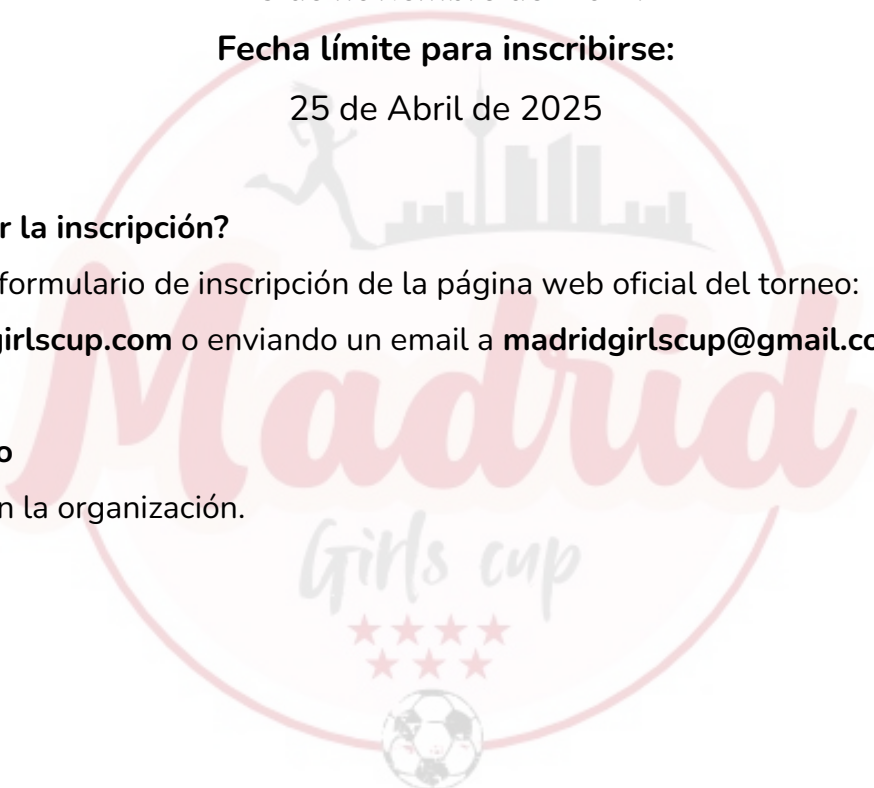 Fecha límite para inscribirse:
25 de Abril de 2025
r la inscripción?
formulario de inscripción de la página web oficial del torneo:
girlscup.com o enviando un email a madridgirlscup@gmail.co
o
n la organización.
Madrid
Girls cup